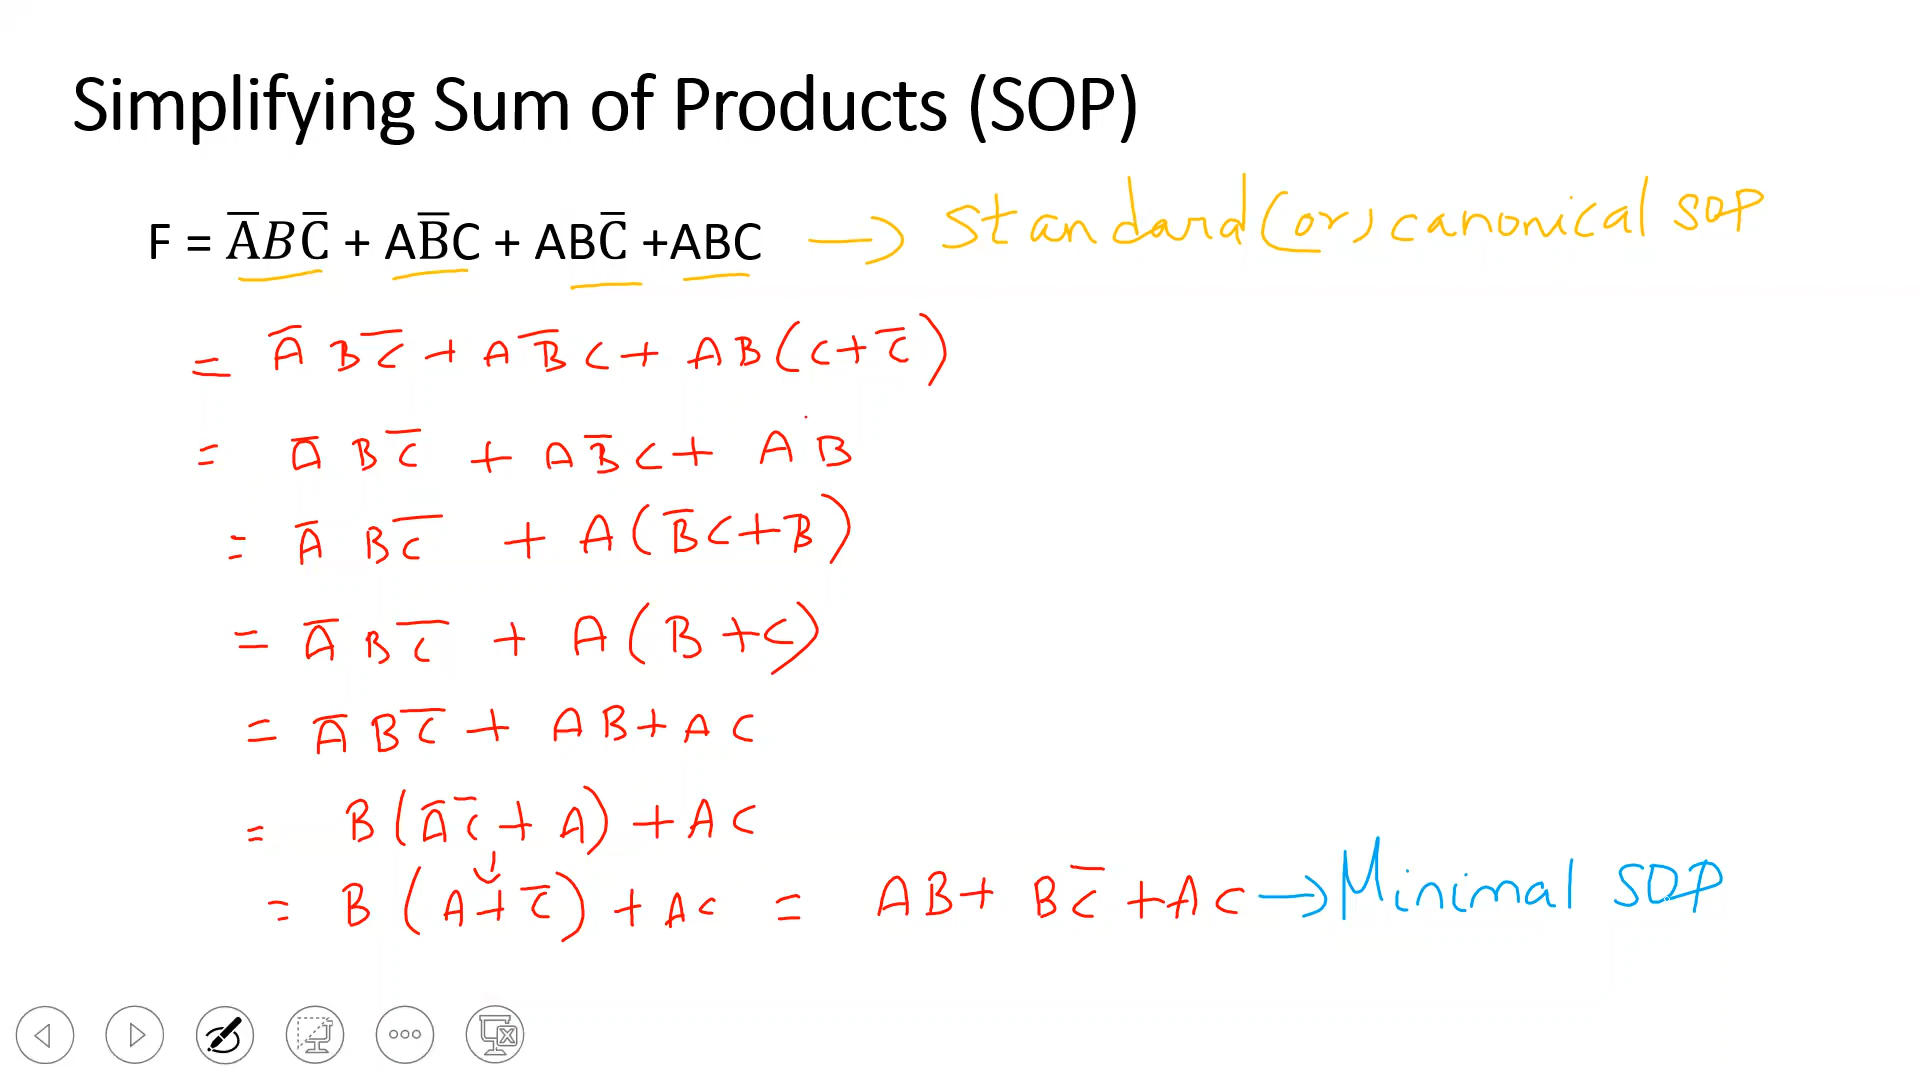 Simplifying Sum of Products (SOP)
F = A̅BC̅ + AB̅C + ABC̅ +ABC → Standard (or) canonical SOP
= A̅BC̅ + AB̅C + AB(C+C̅)
= A̅BC̅ + AB̅C + AB
= A̅BC̅ + A(B̅C+B)
= A̅BC̅ + A(B+C)
= A̅BC̅ + AB+AC
= B(A̅C̅+A)+AC
= B(A+C̅)+AC = AB+BC̅+AC → Minimal SOP